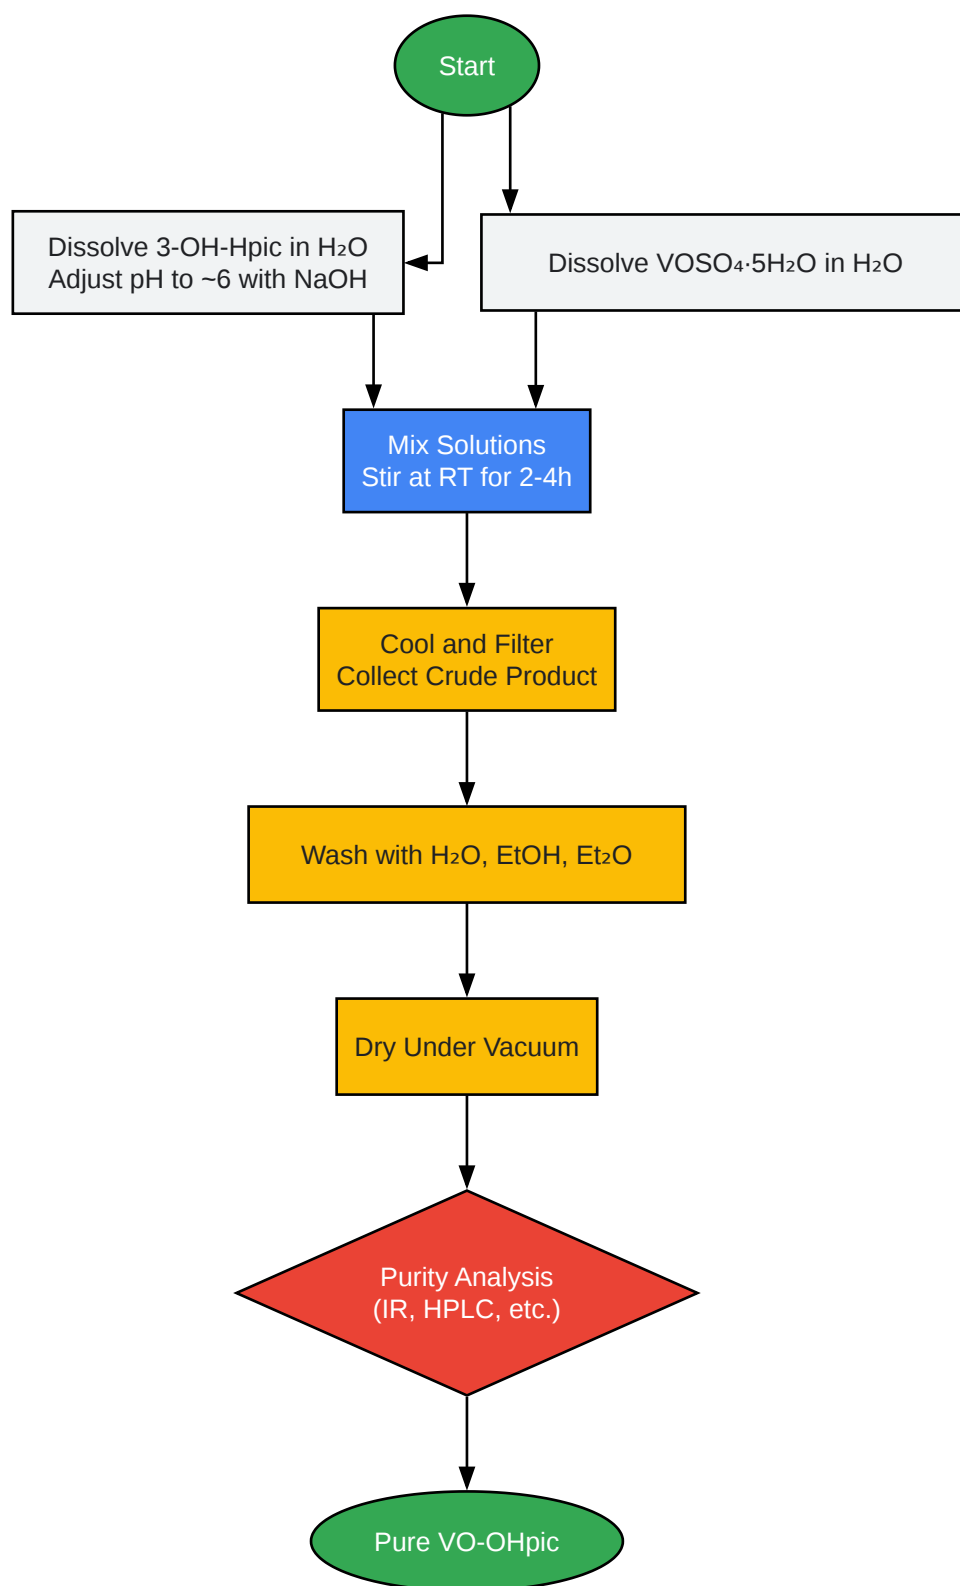 Start
Dissolve 3-OH-Hpic in H₂O
Adjust pH to ~6 with NaOH
Dissolve VOSO₄·5H₂O in H₂O
Mix Solutions
Stir at RT for 2-4h
Cool and Filter
Collect Crude Product
Wash with H₂O, EtOH, Et₂O
Dry Under Vacuum
Purity Analysis
(IR, HPLC, etc.)
Pure VO-OHpic